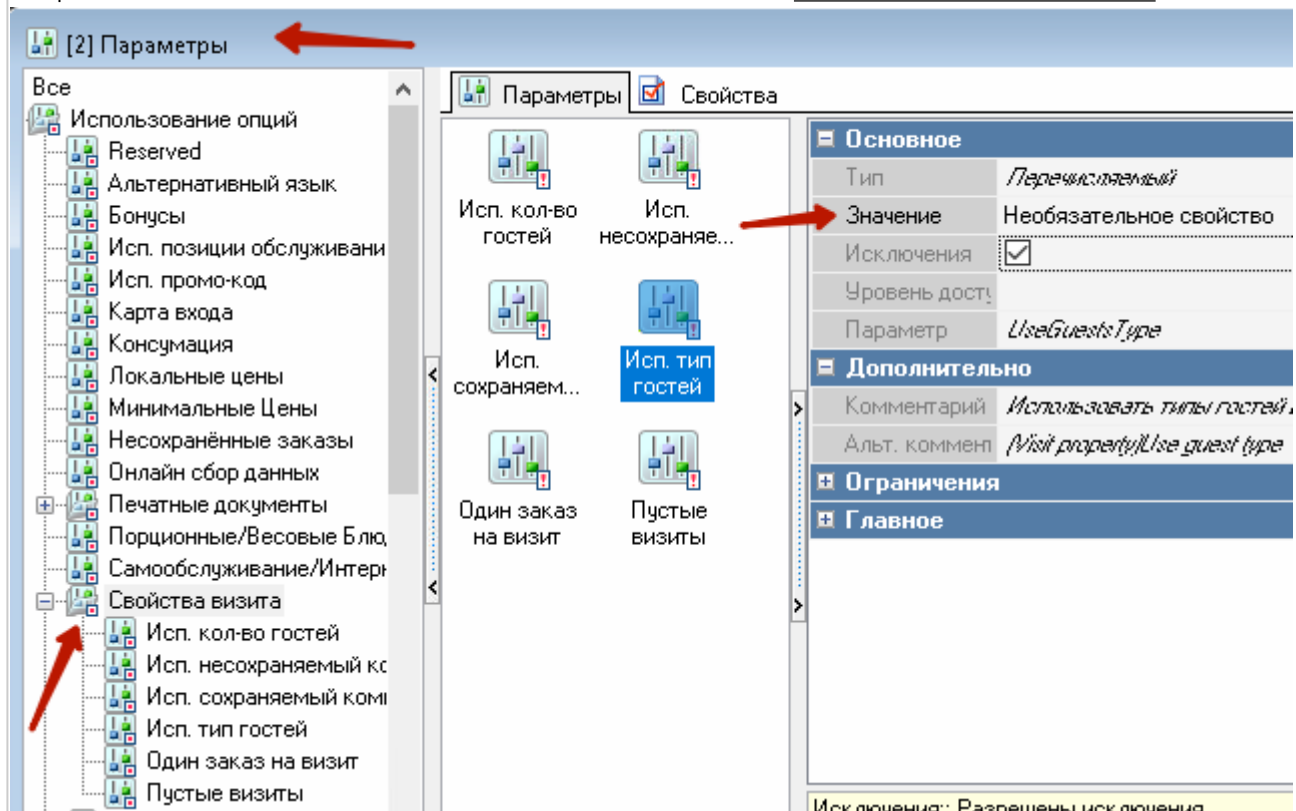 [2] Параметры
Все
Использование опций
Reserved
Альтернативный язык
Бонусы
Исп. позиции обслуживани
Исп. промо-код
Карта входа
Консумация
Локальные цены
Минимальные Цены
Несохранённые заказы
Онлайн сбор данных
Печатные документы
Порционные/Весовые Блю,
Самообслуживание/Интерн
Свойства визита
Исп. кол-во гостей
Исп. несохраняемый ко
Исп. сохраняемый комм
Исп. тип гостей
Один заказ на визит
Пустые визиты
Параметры Свойства
Исп. кол-во гостей
Исп. несохраняе...
Исп. сохраняем...
Исп. тип гостей
Один заказ на визит
Пустые визиты
Основное
Тип Перечисляемый
Значение Необязательное свойство
Исключения
Уровень досту
Параметр UseGuestsType
Дополнительно
Комментарий Использовать типы гостей
Альт. коммент (Visit property)Use guest type
Ограничения
Главное
Исключения:: Разрешены исключения